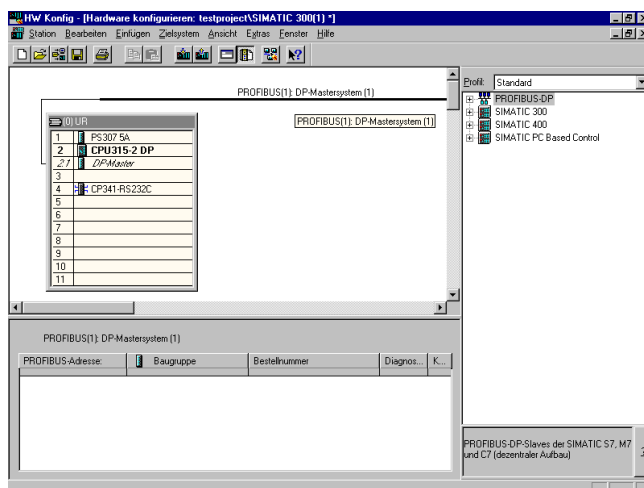 HW Konfig - [Hardware konfigurieren: testproject\SIMATIC 300(1) *]
Station Bearbeiten Einfügen Zielsystem Ansicht Extras Fenster Hilfe
PROFIBUS(1): DP-Mastersystem (1)
PROFIBUS(1): DP-Mastersystem (1)
(0) UR
1 PS307 5A
2 CPU315-2 DP
2.1 DP-Master
3
4 CP341-RS232C
5
6
7
8
9
10
11
Profil: Standard
PROFIBUS-DP
SIMATIC 300
SIMATIC 400
SIMATIC PC Based Control
PROFIBUS(1): DP-Mastersystem (1)
PROFIBUS-Adresse: Baugruppe Bestellnummer Diagnos... K...
PROFIBUS-DP-Slaves der SIMATIC S7, M7
und C7 (dezentraler Aufbau)